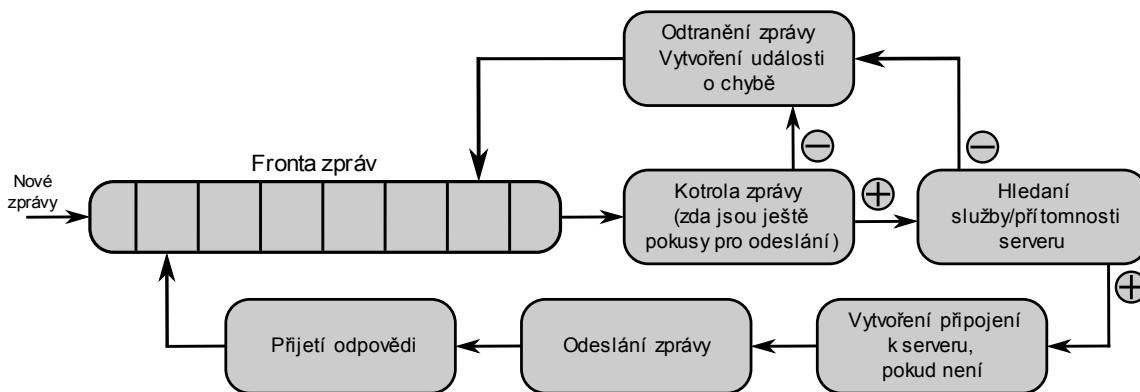 Odtranění zprávy
Vytvoření události
o chybě
Fronta zpráv
Nové
zprávy
Kotrola zprávy
(zda jsou ještě
pokusy pro odeslání)
Hledaní
služby/přítomnosti
serveru
Přijetí odpovědi
Odeslání zprávy
Vytvoření připojení
k serveru,
pokud není